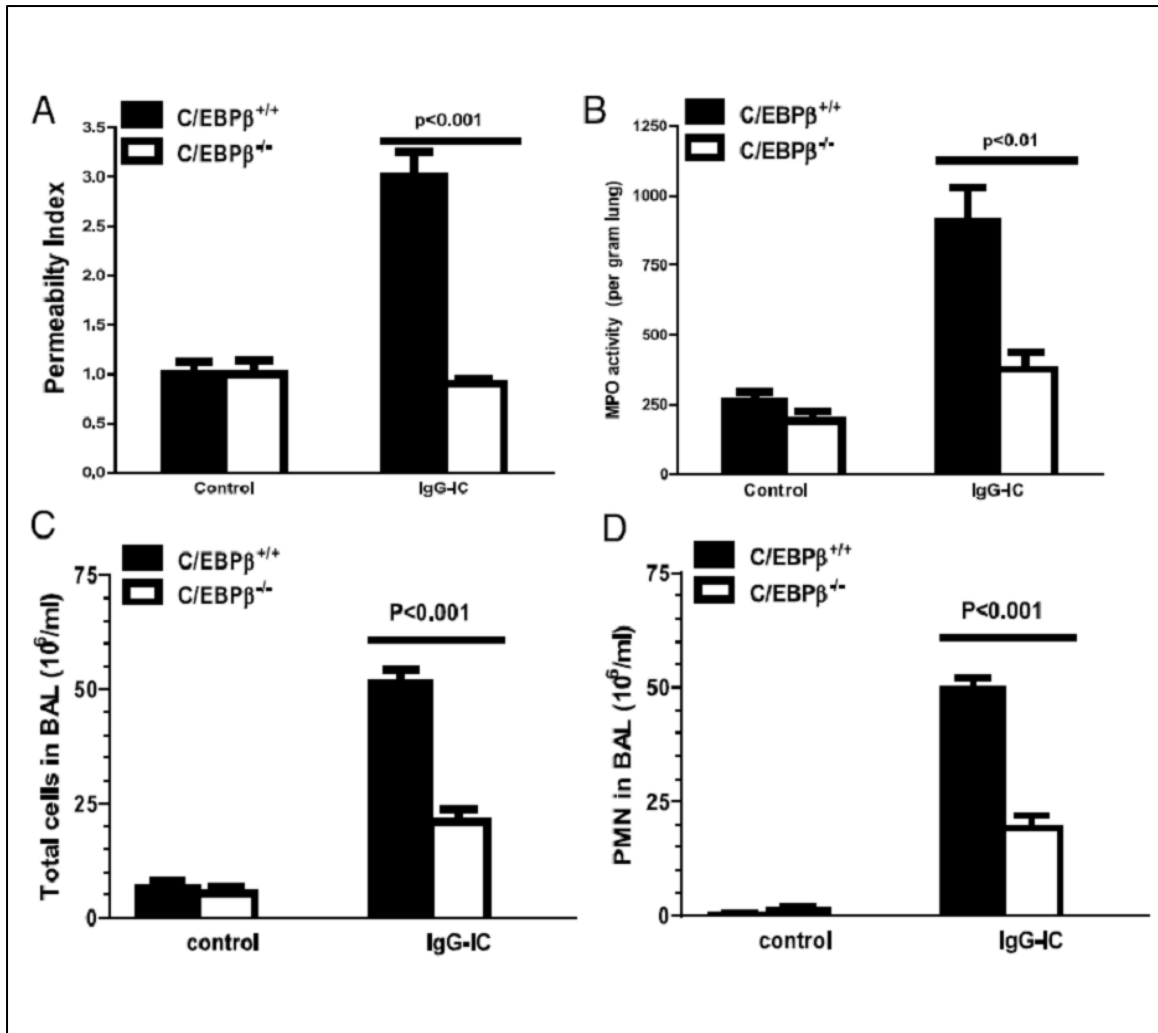 A
C/EBPβ+/+
C/EBPβ-/-
p<0.001
Permeabilty Index
3.5
3.0
2.5
2.0
1.5
1.0
0.5
0.0
Control
IgG-IC
B
C/EBPβ+/+
C/EBPβ-/-
p<0.01
MPO activity (per gram lung)
1250
1000
750
500
250
0
Control
IgG-IC
C
C/EBPβ+/+
C/EBPβ-/-
P<0.001
Total cells in BAL (10⁶/ml)
75
50
25
0
control
IgG-IC
D
C/EBPβ+/+
C/EBPβ-/-
P<0.001
PMN in BAL (10⁶/ml)
75
50
25
0
control
IgG-IC